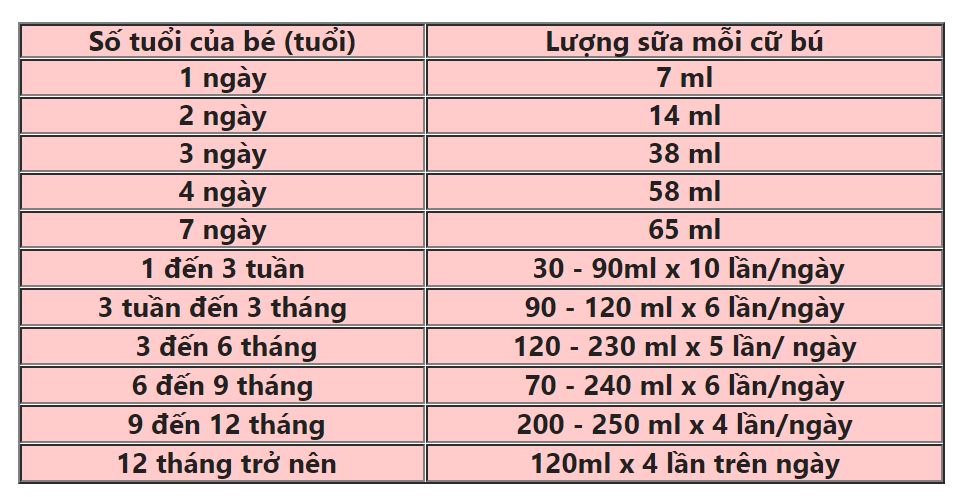 Số tuổi của bé (tuổi) Lượng sữa mỗi cữ bú
1 ngày 7 ml
2 ngày 14 ml
3 ngày 38 ml
4 ngày 58 ml
7 ngày 65 ml
1 đến 3 tuần 30 - 90ml x 10 lần/ngày
3 tuần đến 3 tháng 90 - 120 ml x 6 lần/ngày
3 đến 6 tháng 120 - 230 ml x 5 lần/ ngày
6 đến 9 tháng 70 - 240 ml x 6 lần/ngày
9 đến 12 tháng 200 - 250 ml x 4 lần/ngày
12 tháng trở nên 120ml x 4 lần trên ngày